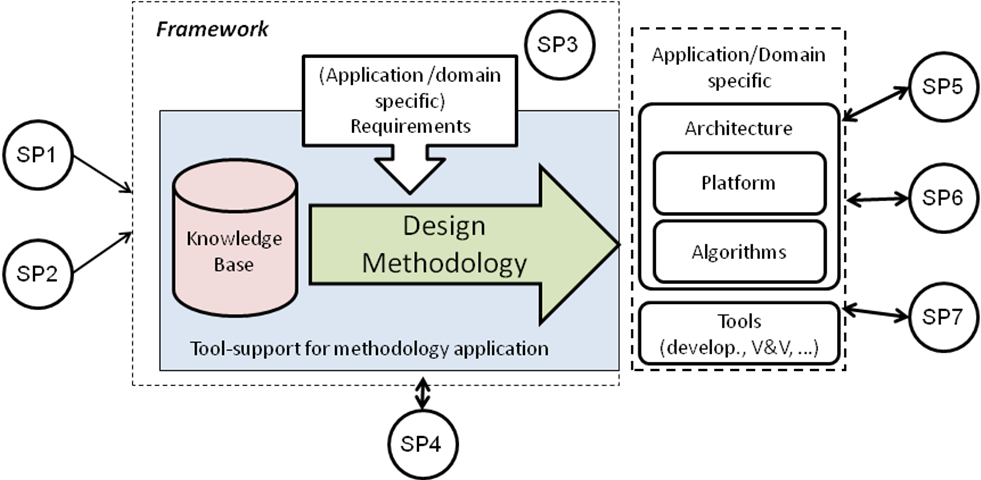 Framework
SP3
(Application /domain
specific)
Requirements
Application/Domain
specific
SP5
Architecture
SP1
Platform
SP6
Knowledge
Base
Design
Methodology
Algorithms
SP2
SP7
Tools
(develop., V&V, ...)
Tool-support for methodology application
SP4